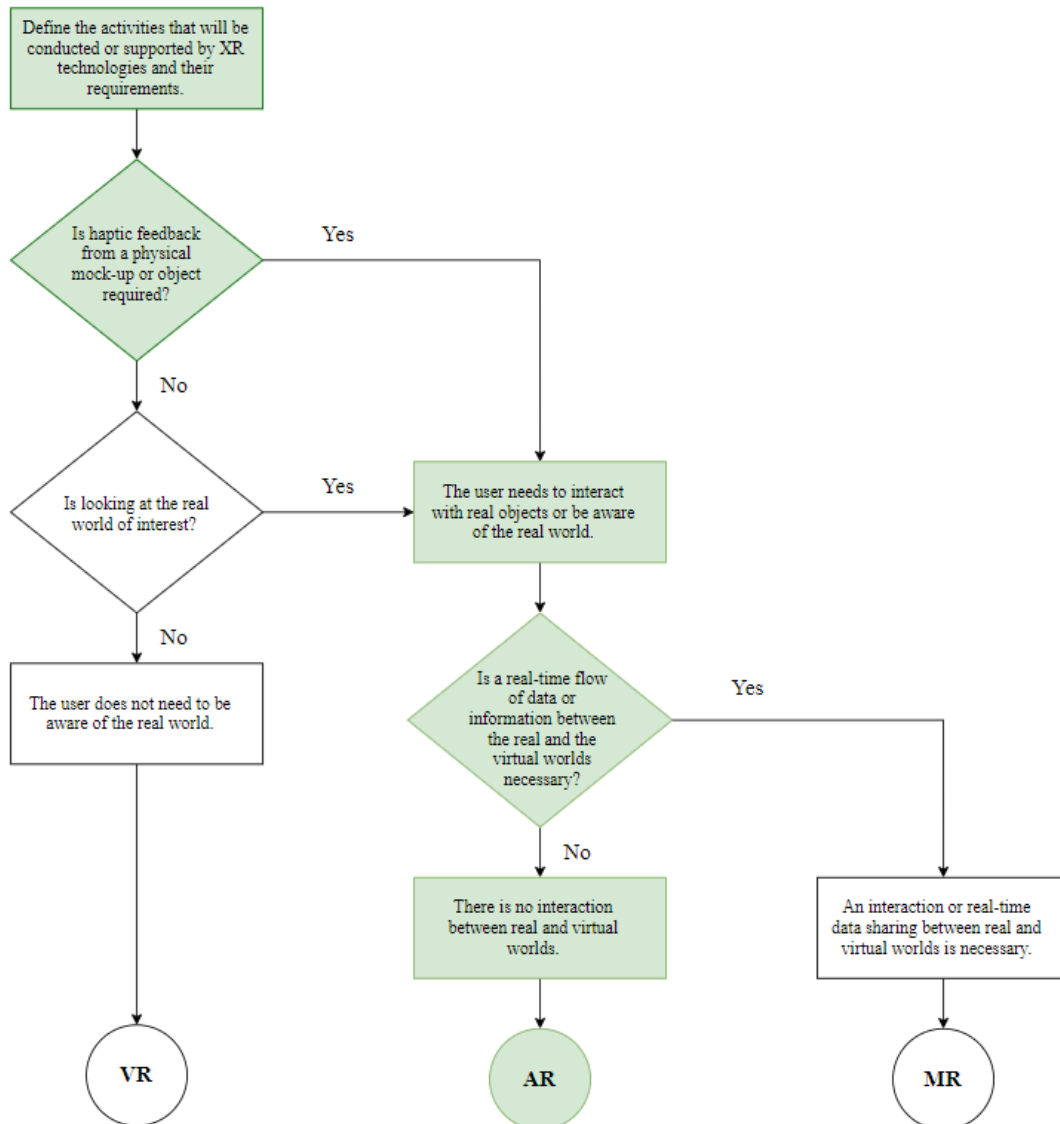 Define the activities that will be
conducted or supported by XR
technologies and their
requirements.
Is haptic feedback
from a physical
mock-up or object
required?
Yes
No
Is looking at the real
world of interest?
Yes
The user needs to interact
with real objects or be aware
of the real world.
No
The user does not need to be
aware of the real world.
Is a real-time flow
of data or
information between
the real and the
virtual worlds
necessary?
Yes
No
There is no interaction
between real and virtual
worlds.
An interaction or real-time
data sharing between real and
virtual worlds is necessary.
VR
AR
MR